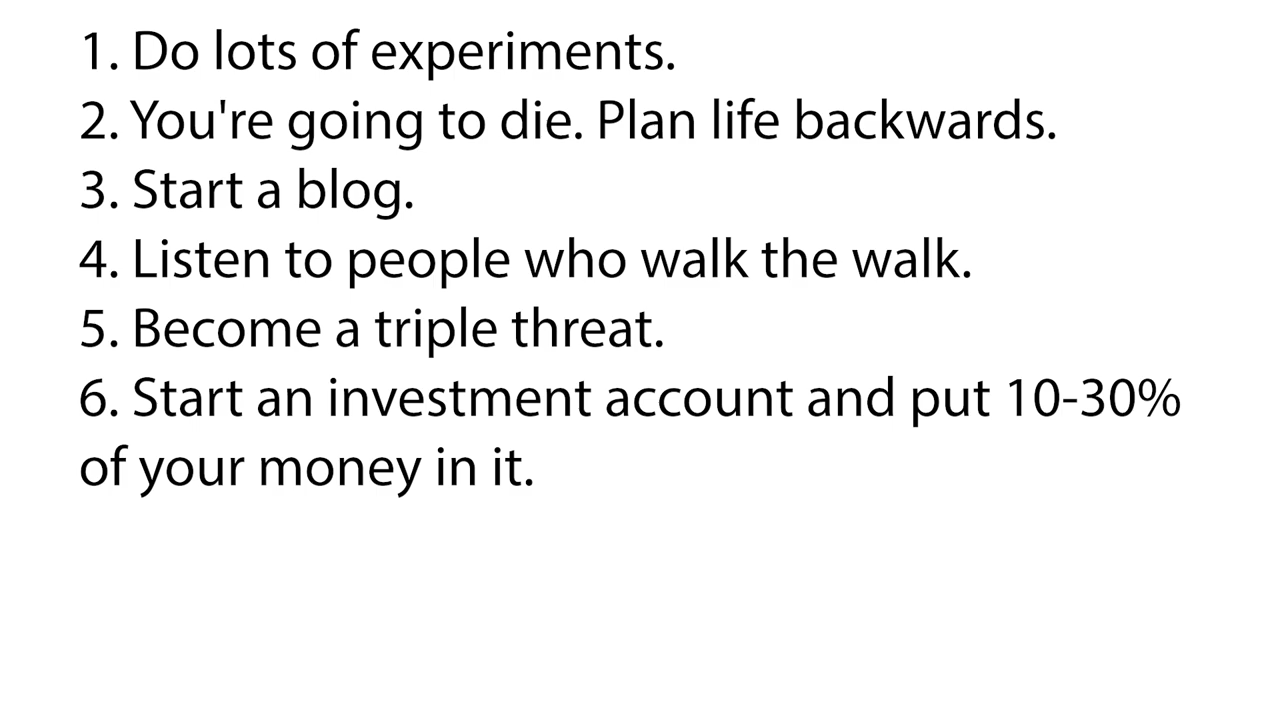 1. Do lots of experiments.
2. You're going to die. Plan life backwards.
3. Start a blog.
4. Listen to people who walk the walk.
5. Become a triple threat.
6. Start an investment account and put 10-30%
of your money in it.